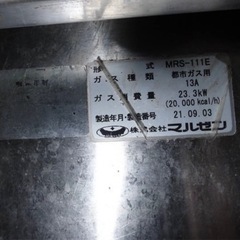 形 式 MRS-111E
ガス種類 都市ガス用
13A
ガス消費量 23.3kW
(20,000 kcal/h)
製造年月・製造番号 21.09.03
株式会社 マルゼン